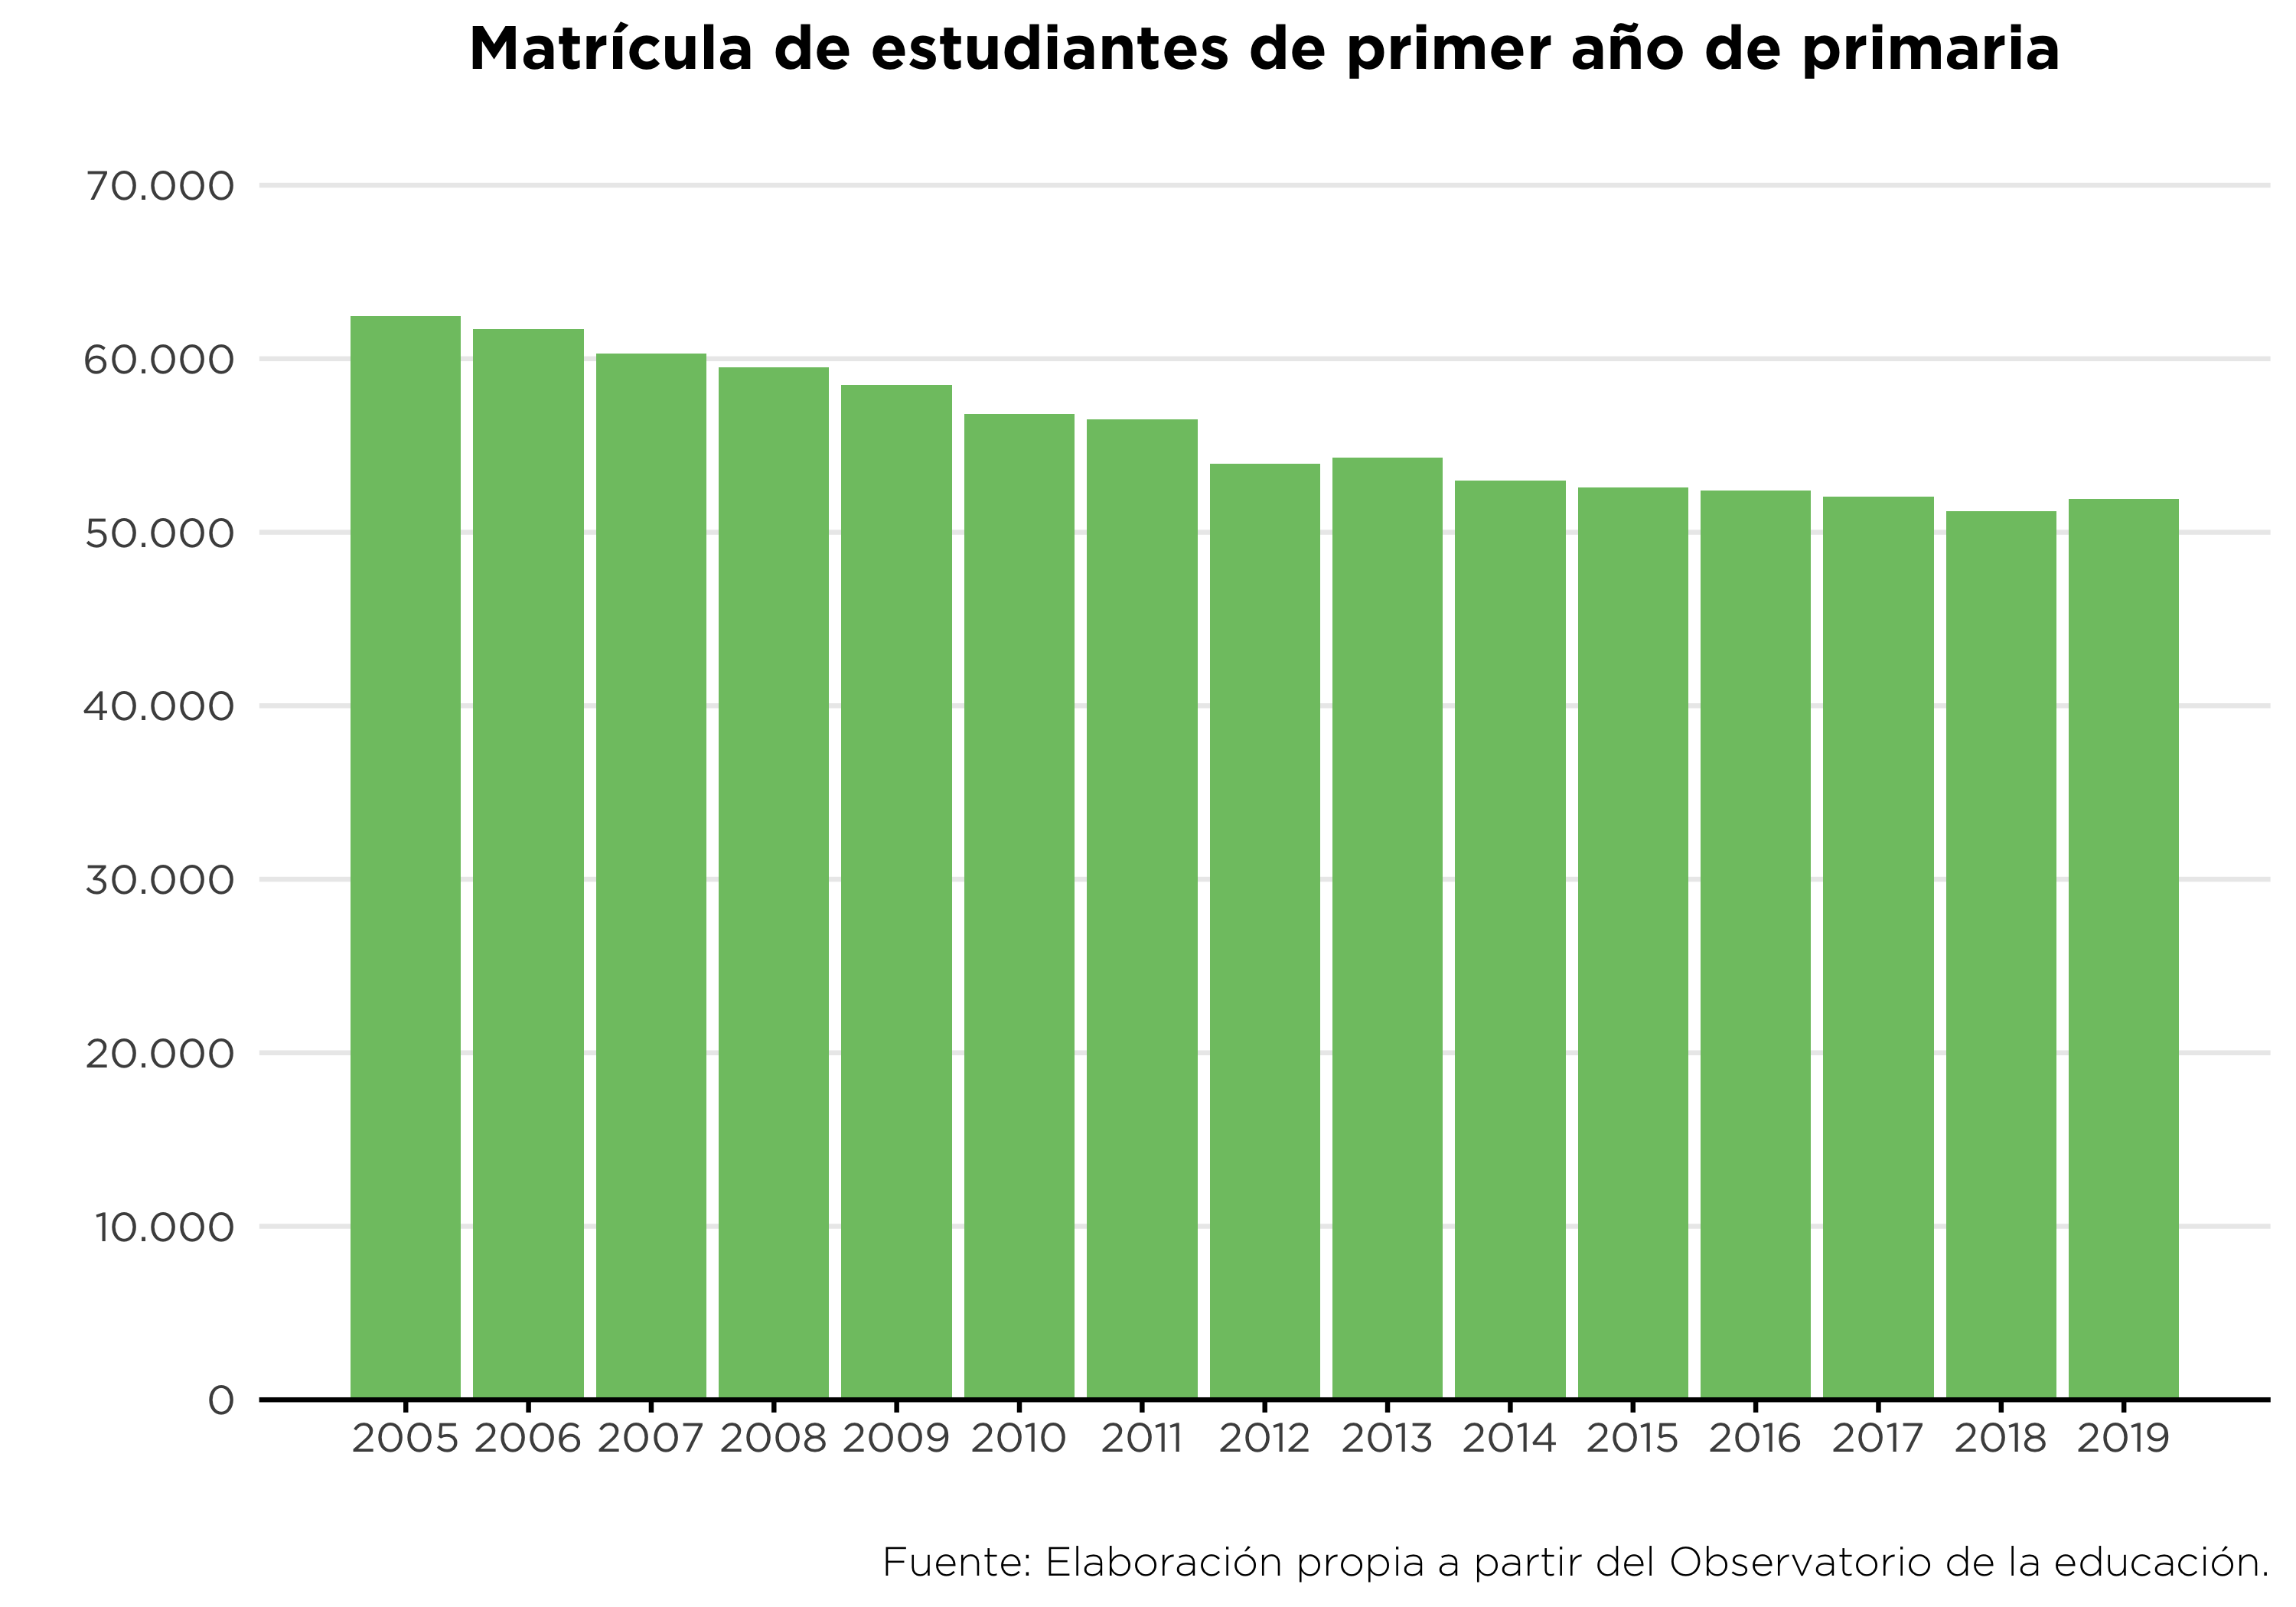 Matrícula de estudiantes de primer año de primaria
70.000
60.000
50.000
40.000
30.000
20.000
10.000
0
2005 2006 2007 2008 2009 2010 2011 2012 2013 2014 2015 2016 2017 2018 2019
Fuente: Elaboración propia a partir del Observatorio de la educación.